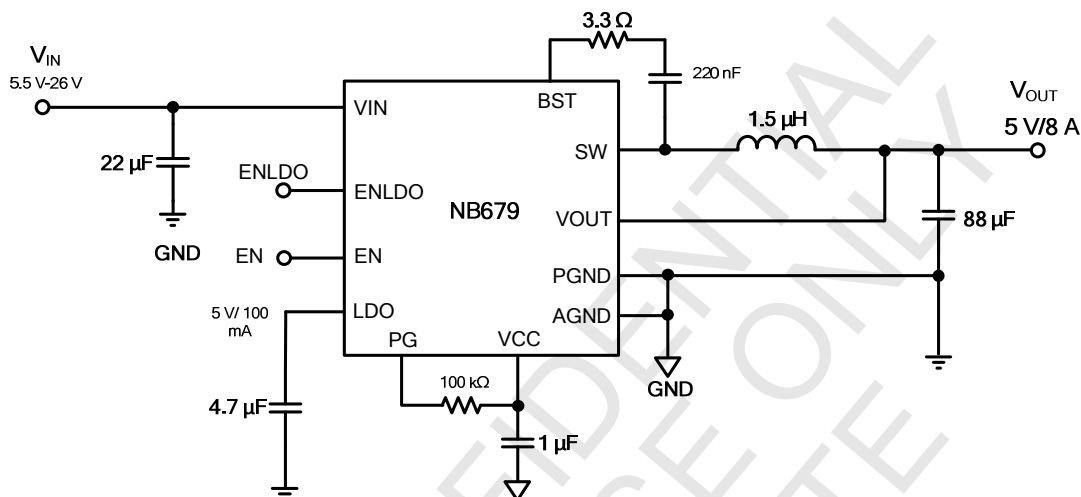 3.3 Ω
V_IN
5.5 V-26 V
220 nF
VIN
BST
V_OUT
5 V/8 A
1.5 µH
22 µF
SW
ENLDO
ENLDO
NB679
VOUT
88 µF
GND
EN
EN
PGND
5 V/ 100
mA
LDO
AGND
PG
VCC
GND
100 kΩ
4.7 µF
1 µF